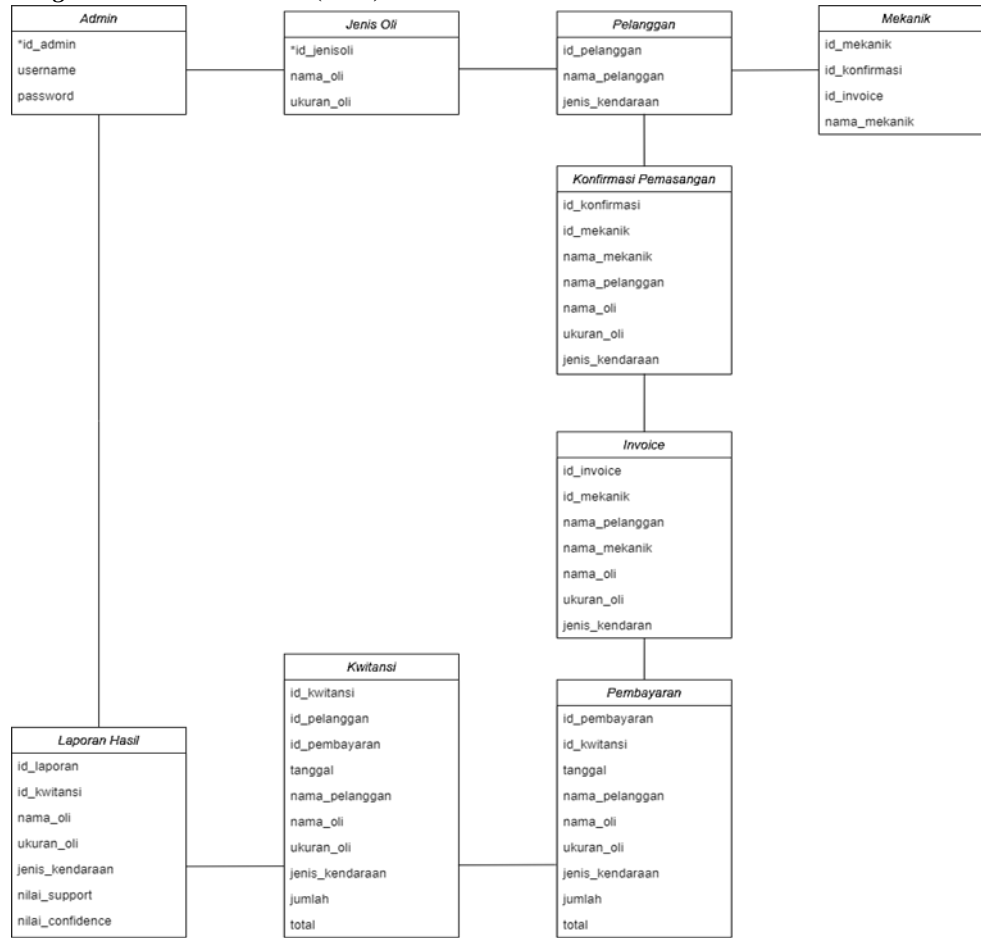 Admin
*id_admin
username
password
Jenis Oli
*id_jenisoli
nama_oli
ukuran_oli
Pelanggan
id_pelanggan
nama_pelanggan
jenis_kendaraan
Mekanik
id_mekanik
id_konfirmasi
id_invoice
nama_mekanik
Konfirmasi Pemasangan
id_konfirmasi
id_mekanik
nama_mekanik
nama_pelanggan
nama_oli
ukuran_oli
jenis_kendaraan
Invoice
id_invoice
id_mekanik
nama_pelanggan
nama_mekanik
nama_oli
ukuran_oli
jenis_kendaran
Laporan Hasil
id_laporan
id_kwitansi
nama_oli
ukuran_oli
jenis_kendaraan
nilai_support
nilai_confidence
Kwitansi
id_kwitansi
id_pelanggan
id_pembayaran
tanggal
nama_pelanggan
nama_oli
ukuran_oli
jenis_kendaraan
jumlah
total
Pembayaran
id_pembayaran
id_kwitansi
tanggal
nama_pelanggan
nama_oli
ukuran_oli
jenis_kendaraan
jumlah
total